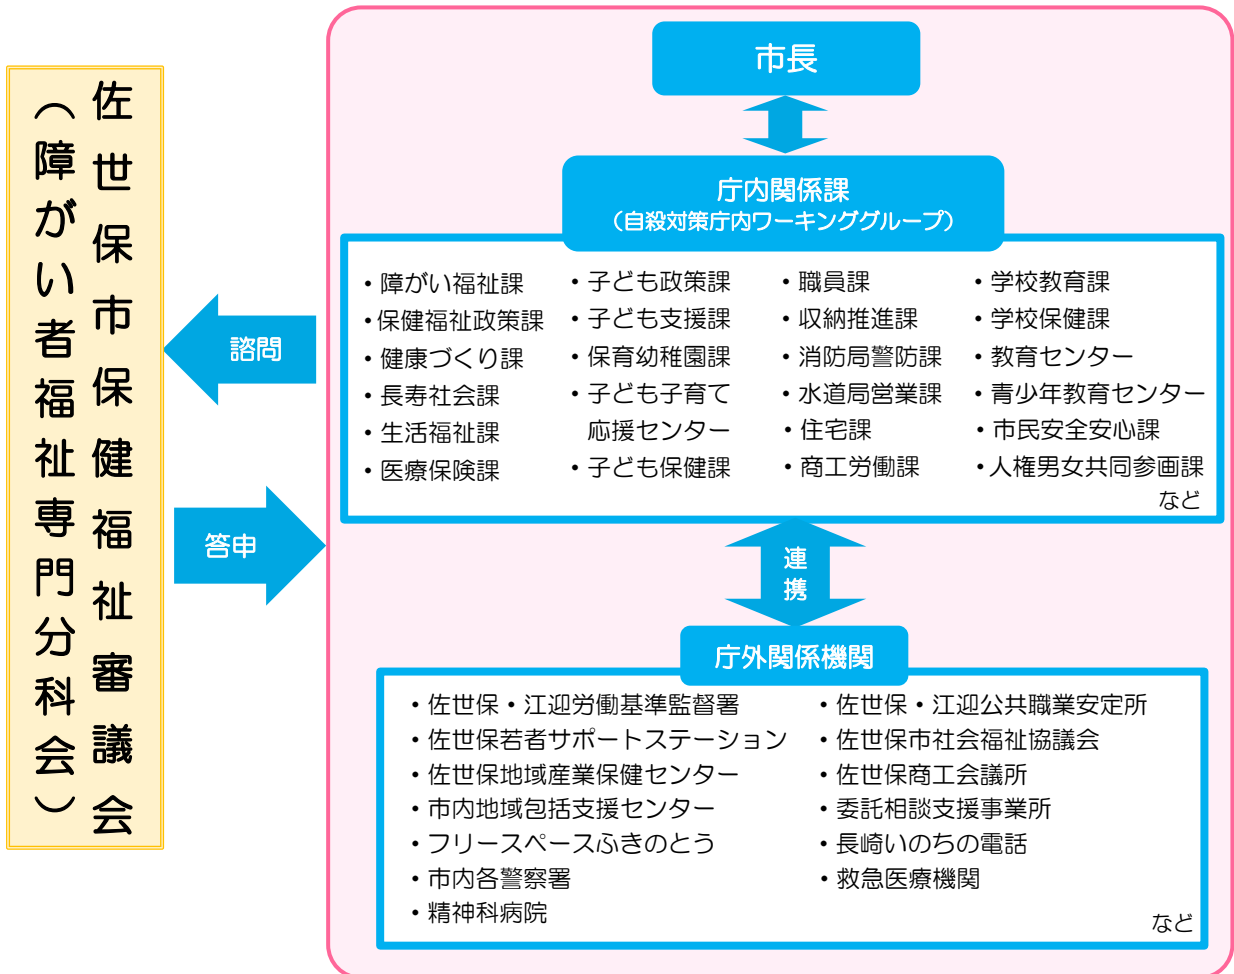 佐世保市保健福祉審議会
（障がい者福祉専門分科会）
諮問
答申
市長
庁内関係課
（自殺対策庁内ワーキンググループ）
・障がい福祉課
・保健福祉政策課
・健康づくり課
・長寿社会課
・生活福祉課
・医療保険課
・子ども政策課
・子ども支援課
・保育幼稚園課
・子ども子育て
応援センター
・子ども保健課
・職員課
・収納推進課
・消防局警防課
・水道局営業課
・住宅課
・商工労働課
・学校教育課
・学校保健課
・教育センター
・青少年教育センター
・市民安全安心課
・人権男女共同参画課
など
連
携
庁外関係機関
・佐世保・江迎労働基準監督署
・佐世保若者サポートステーション
・佐世保地域産業保健センター
・市内地域包括支援センター
・フリースペースふきのとう
・市内各警察署
・精神科病院
・佐世保・江迎公共職業安定所
・佐世保市社会福祉協議会
・佐世保商工会議所
・委託相談支援事業所
・長崎いのちの電話
・救急医療機関
など